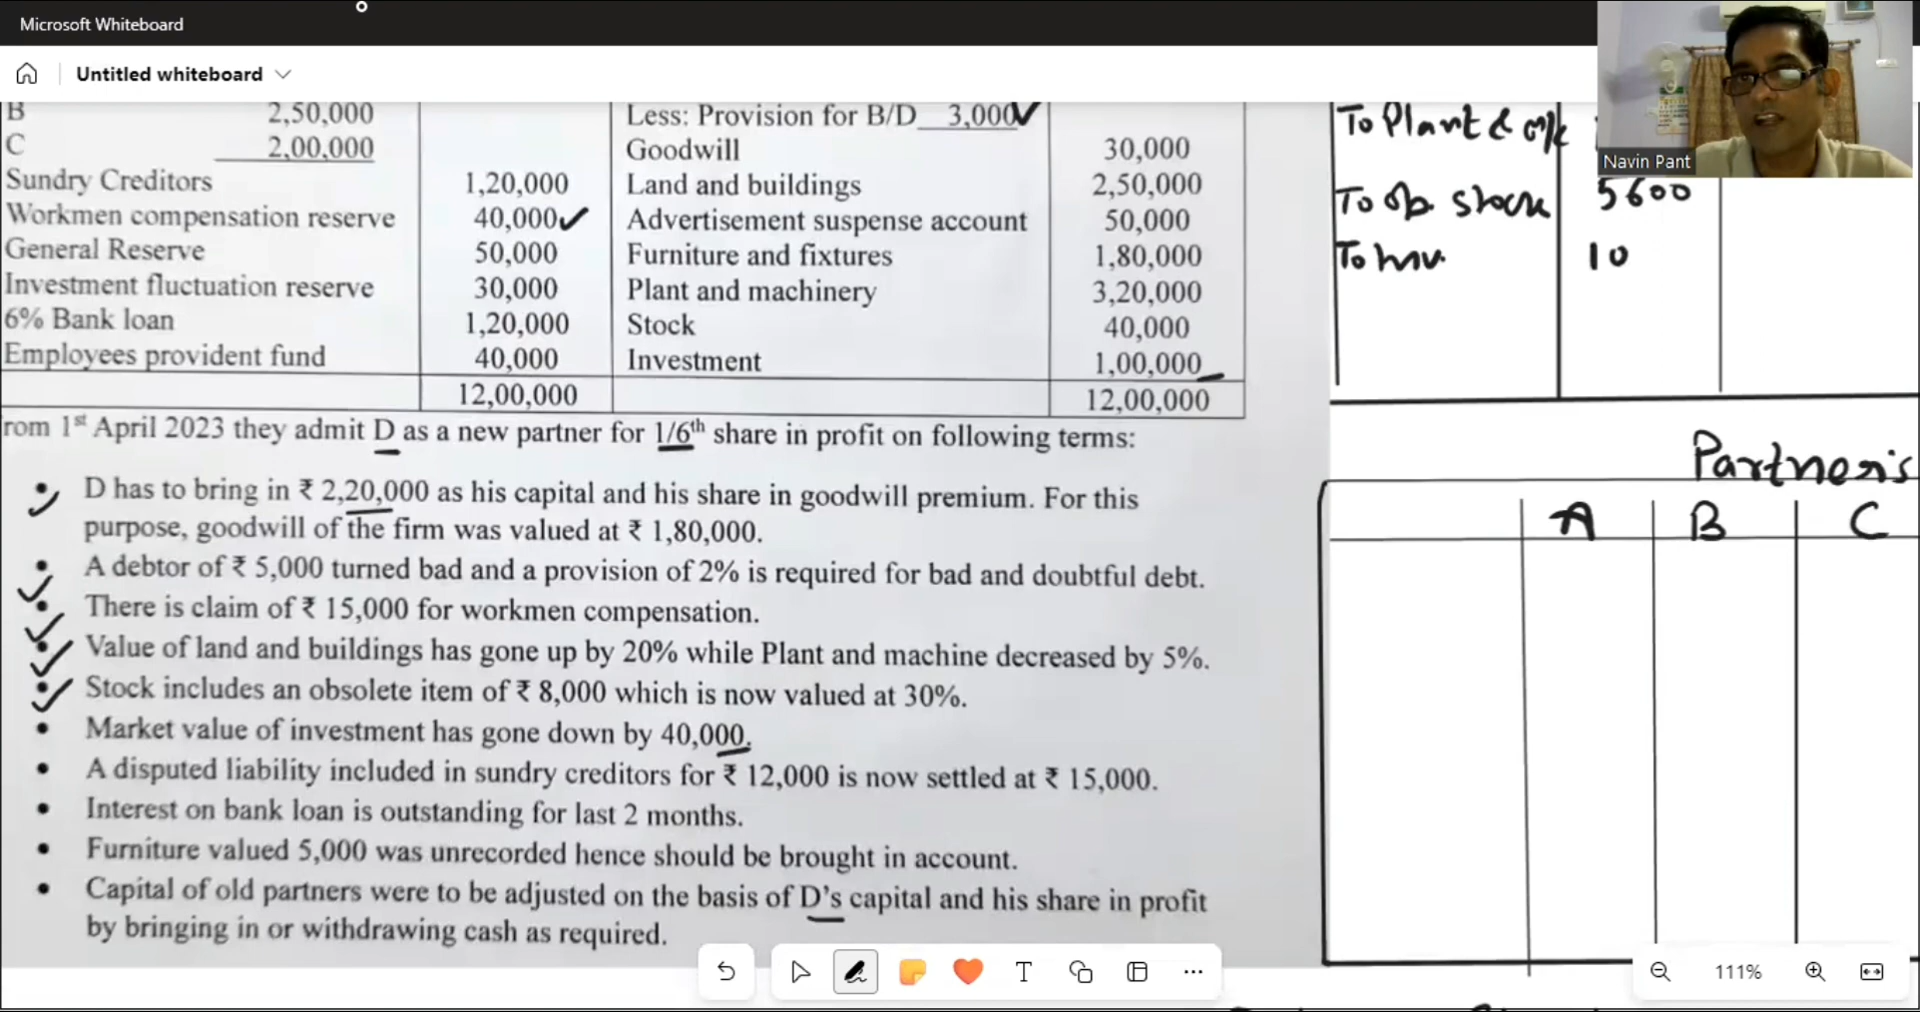 Microsoft Whiteboard
Untitled whiteboard
B 2,50,000 Less: Provision for B/D 3,000
C 2,00,000 Goodwill 30,000
Sundry Creditors 1,20,000 Land and buildings 2,50,000
Workmen compensation reserve 40,000 Advertisement suspense account 50,000
General Reserve 50,000 Furniture and fixtures 1,80,000
Investment fluctuation reserve 30,000 Plant and machinery 3,20,000
6% Bank loan 1,20,000 Stock 40,000
Employees provident fund 40,000 Investment 1,00,000
12,00,000 12,00,000
rom 1st April 2023 they admit D as a new partner for 1/6th share in profit on following terms:
• D has to bring in ₹ 2,20,000 as his capital and his share in goodwill premium. For this
purpose, goodwill of the firm was valued at ₹ 1,80,000.
• A debtor of ₹ 5,000 turned bad and a provision of 2% is required for bad and doubtful debt.
• There is claim of ₹ 15,000 for workmen compensation.
• Value of land and buildings has gone up by 20% while Plant and machine decreased by 5%.
• Stock includes an obsolete item of ₹ 8,000 which is now valued at 30%.
• Market value of investment has gone down by 40,000.
• A disputed liability included in sundry creditors for ₹ 12,000 is now settled at ₹ 15,000.
• Interest on bank loan is outstanding for last 2 months.
• Furniture valued 5,000 was unrecorded hence should be brought in account.
• Capital of old partners were to be adjusted on the basis of D's capital and his share in profit
by bringing in or withdrawing cash as required.
To Plant & m/c
To Ob. Stock 5600
To Inv. 10
Partner's
A B C
Navin Pant
111%